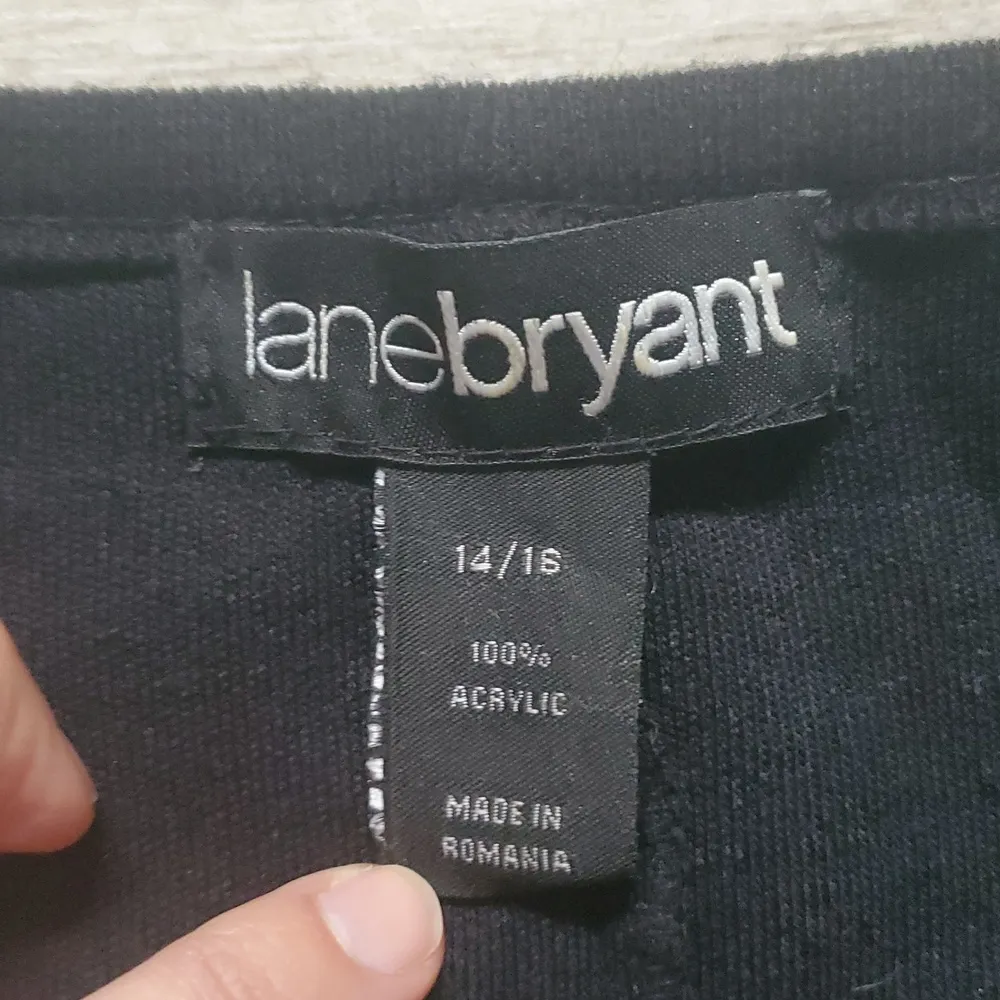 lanebryant
14/16
100%
ACRYLIC
MADE IN
ROMANIA